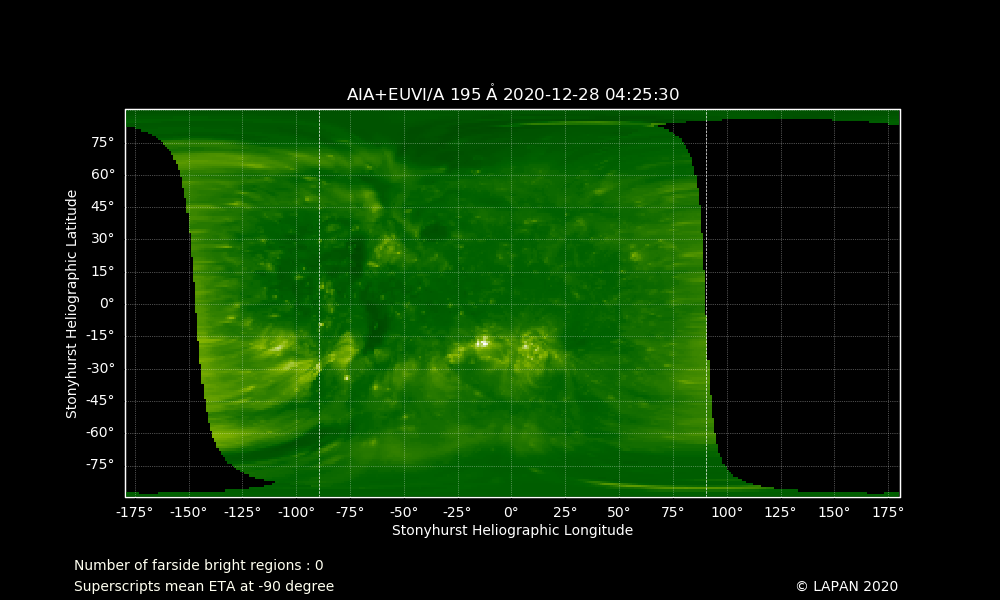 AIA+EUVI/A 195 Å 2020-12-28 04:25:30
75°
60°
45°
30°
15°
0°
-15°
-30°
-45°
-60°
-75°
Stonyhurst Heliographic Latitude
-175° -150° -125° -100° -75° -50° -25° 0° 25° 50° 75° 100° 125° 150° 175°
Stonyhurst Heliographic Longitude
Number of farside bright regions : 0
Superscripts mean ETA at -90 degree
© LAPAN 2020